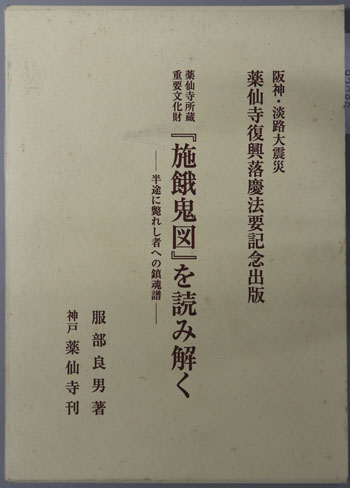 阪神・淡路大震災
薬仙寺復興落慶法要記念出版
薬仙寺所蔵
重要文化財
『施餓鬼図』を読み解く
――半途に斃れし者への鎮魂譜――
服部良男著
神戸 薬仙寺刊